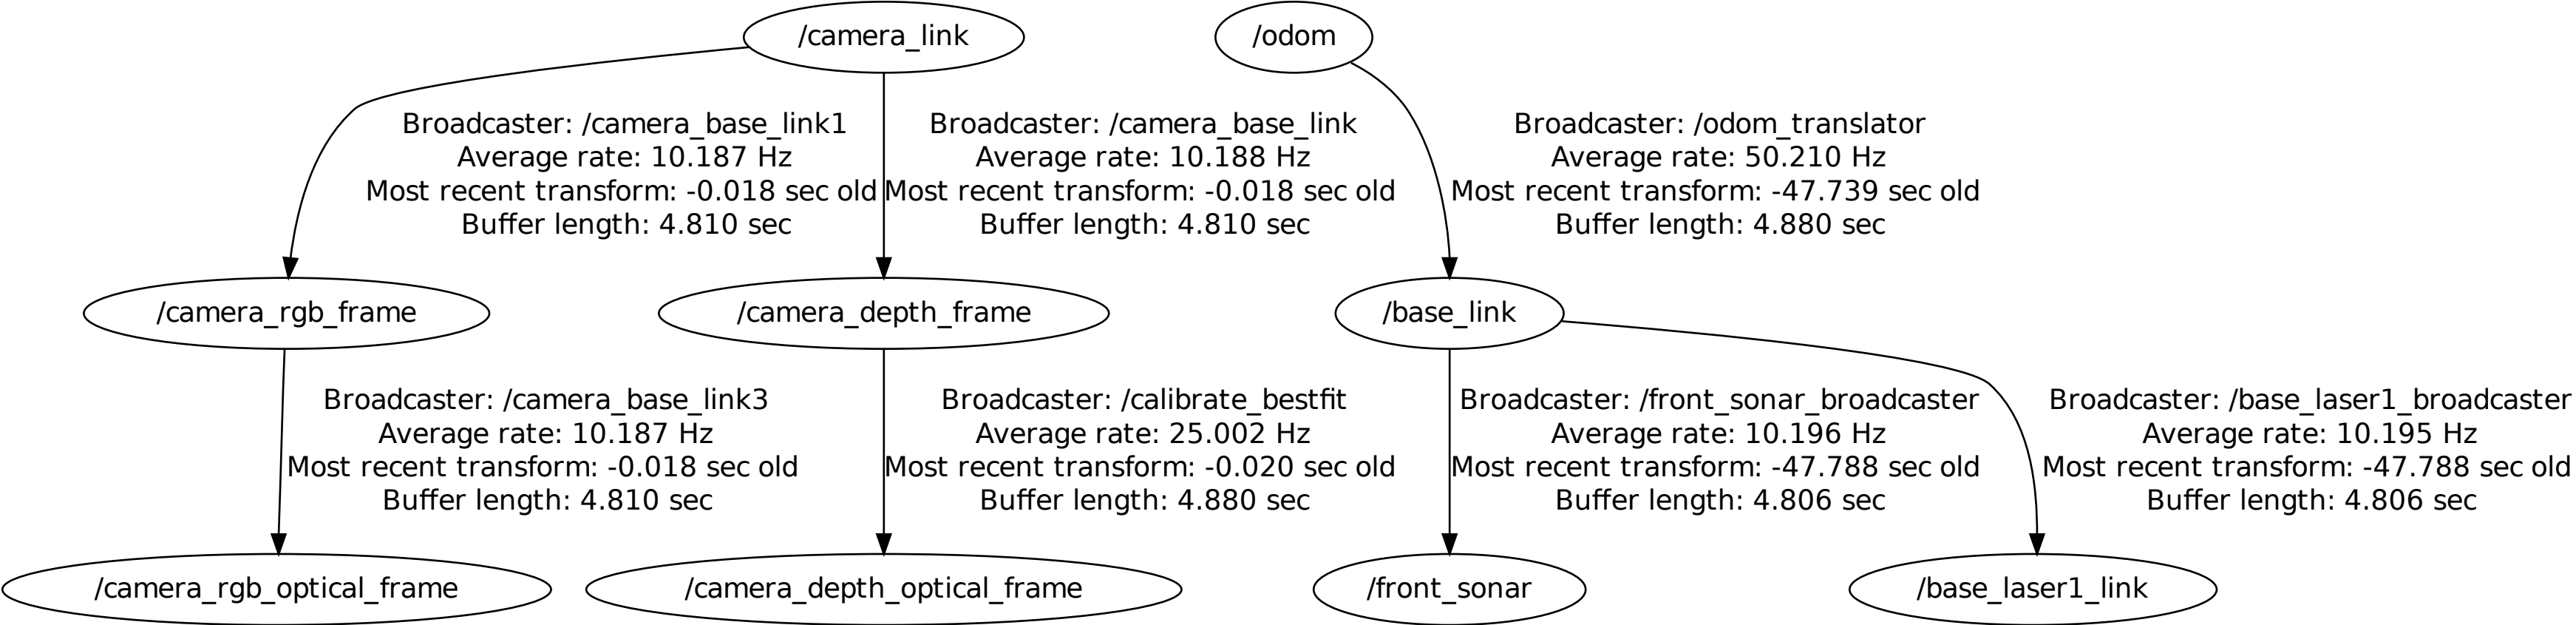 /camera_link
/odom
Broadcaster: /camera_base_link1
Average rate: 10.187 Hz
Most recent transform: -0.018 sec old
Buffer length: 4.810 sec
Broadcaster: /camera_base_link
Average rate: 10.188 Hz
Most recent transform: -0.018 sec old
Buffer length: 4.810 sec
Broadcaster: /odom_translator
Average rate: 50.210 Hz
Most recent transform: -47.739 sec old
Buffer length: 4.880 sec
/camera_rgb_frame
/camera_depth_frame
/base_link
Broadcaster: /camera_base_link3
Average rate: 10.187 Hz
Most recent transform: -0.018 sec old
Buffer length: 4.810 sec
Broadcaster: /calibrate_bestfit
Average rate: 25.002 Hz
Most recent transform: -0.020 sec old
Buffer length: 4.880 sec
Broadcaster: /front_sonar_broadcaster
Average rate: 10.196 Hz
Most recent transform: -47.788 sec old
Buffer length: 4.806 sec
Broadcaster: /base_laser1_broadcaster
Average rate: 10.195 Hz
Most recent transform: -47.788 sec old
Buffer length: 4.806 sec
/camera_rgb_optical_frame
/camera_depth_optical_frame
/front_sonar
/base_laser1_link